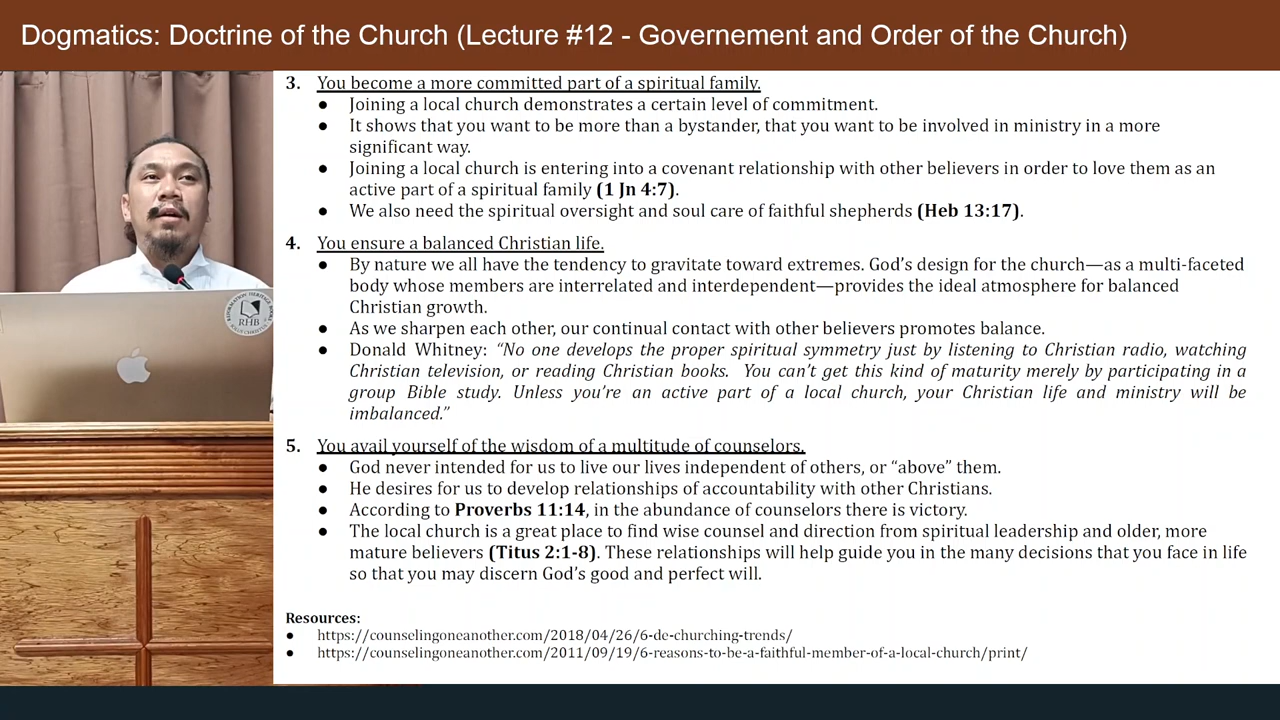 Dogmatics: Doctrine of the Church (Lecture #12 - Governement and Order of the Church)
3. You become a more committed part of a spiritual family.
● Joining a local church demonstrates a certain level of commitment.
● It shows that you want to be more than a bystander, that you want to be involved in ministry in a more
significant way.
● Joining a local church is entering into a covenant relationship with other believers in order to love them as an
active part of a spiritual family (1 Jn 4:7).
● We also need the spiritual oversight and soul care of faithful shepherds (Heb 13:17).
4. You ensure a balanced Christian life.
● By nature we all have the tendency to gravitate toward extremes. God’s design for the church—as a multi-faceted
body whose members are interrelated and interdependent—provides the ideal atmosphere for balanced
Christian growth.
● As we sharpen each other, our continual contact with other believers promotes balance.
● Donald Whitney: “No one develops the proper spiritual symmetry just by listening to Christian radio, watching
Christian television, or reading Christian books. You can’t get this kind of maturity merely by participating in a
group Bible study. Unless you’re an active part of a local church, your Christian life and ministry will be
imbalanced.”
5. You avail yourself of the wisdom of a multitude of counselors.
● God never intended for us to live our lives independent of others, or “above” them.
● He desires for us to develop relationships of accountability with other Christians.
● According to Proverbs 11:14, in the abundance of counselors there is victory.
● The local church is a great place to find wise counsel and direction from spiritual leadership and older, more
mature believers (Titus 2:1-8). These relationships will help guide you in the many decisions that you face in life
so that you may discern God’s good and perfect will.
Resources:
● https://counselingoneanother.com/2018/04/26/6-de-churching-trends/
● https://counselingoneanother.com/2011/09/19/6-reasons-to-be-a-faithful-member-of-a-local-church/print/
RHB